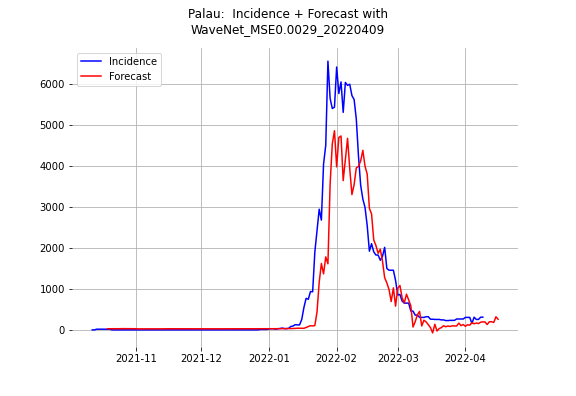 Palau:  Incidence + Forecast with
WaveNet_MSE0.0029_20220409
Incidence
Forecast
6000
5000
4000
3000
2000
1000
0
2021-11 2021-12 2022-01 2022-02 2022-03 2022-04